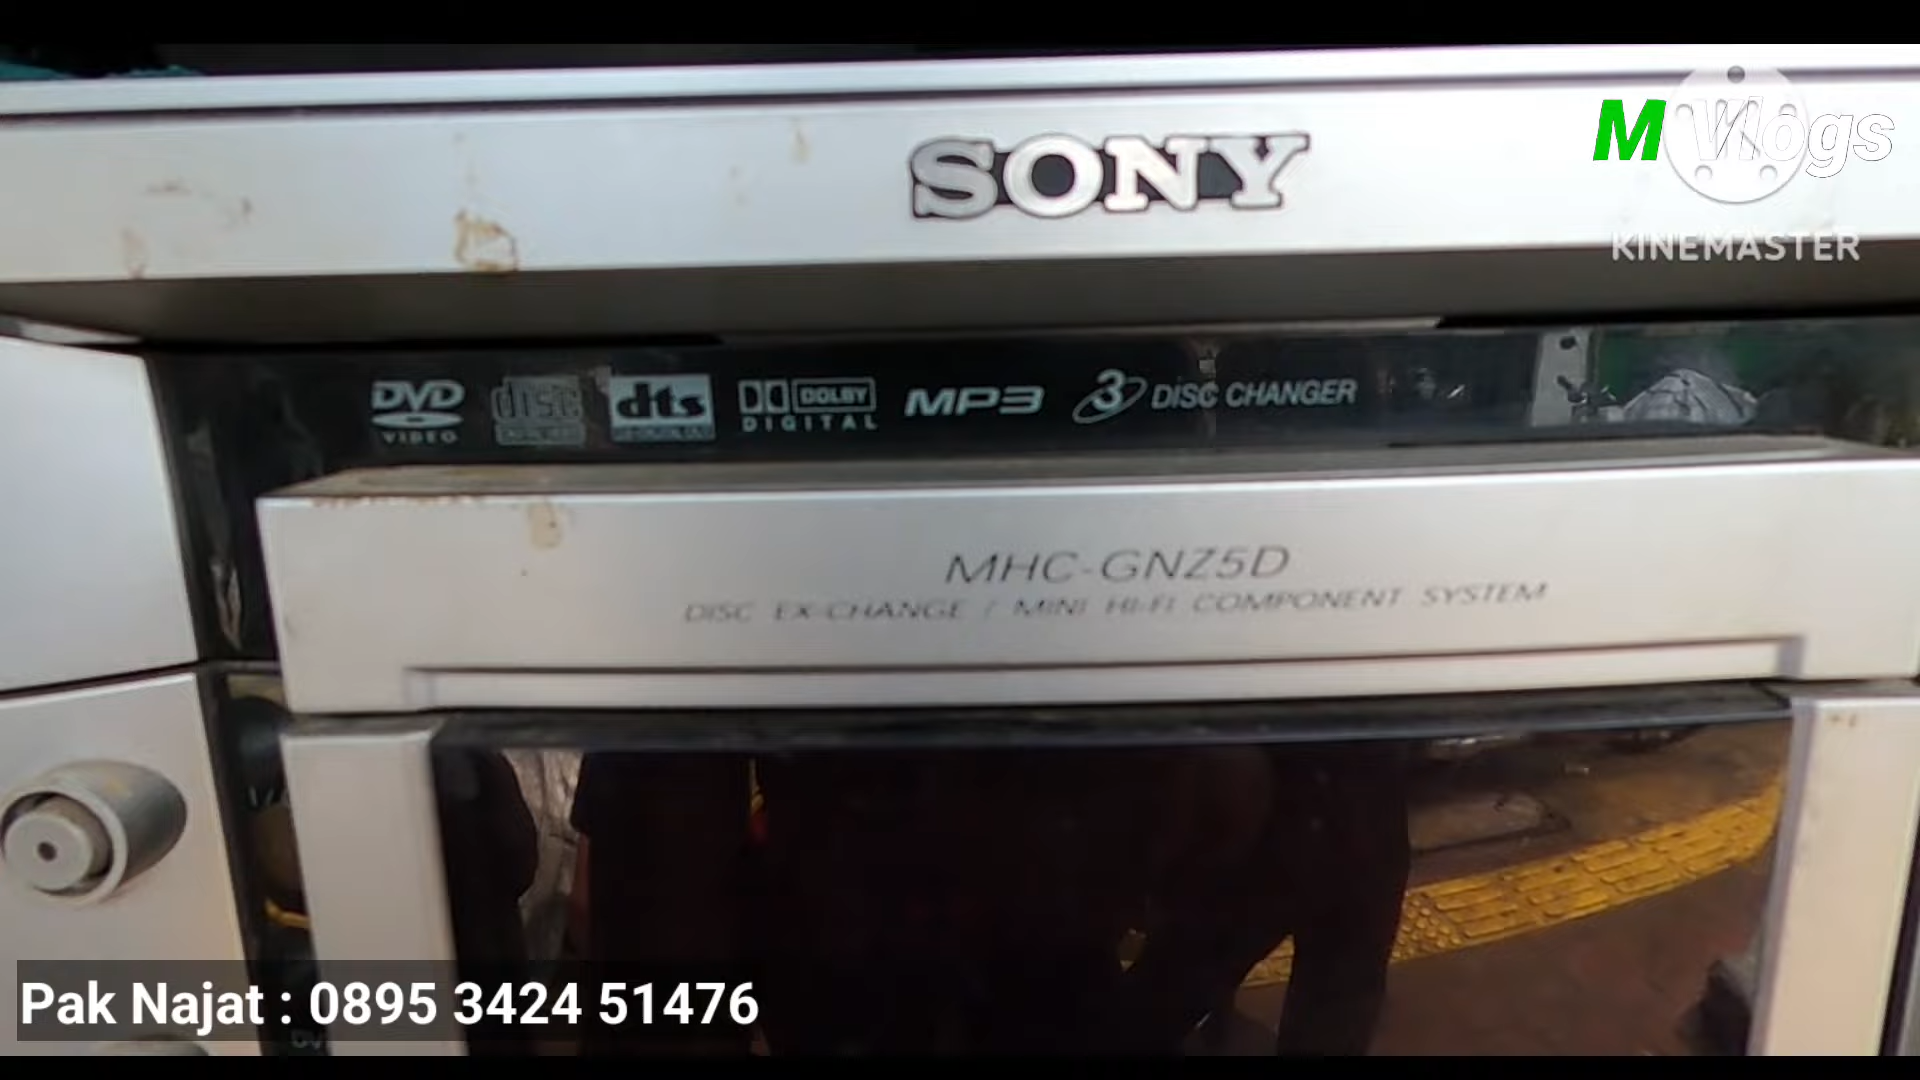 SONY
M Vlogs
KINEMASTER
DVD VIDEO
disc
dts
DOLBY DIGITAL
MP3
3 DISC CHANGER
MHC-GNZ5D
DISC EX-CHANGE / MINI HI-FI COMPONENT SYSTEM
Pak Najat : 0895 3424 51476